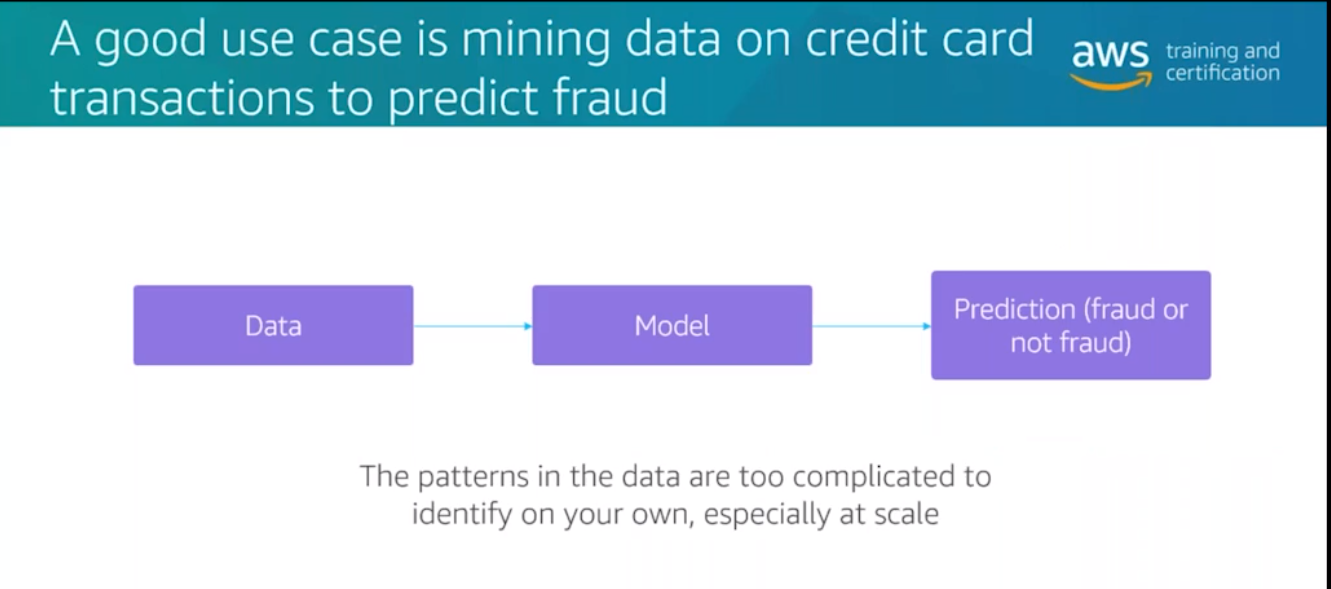 A good use case is mining data on credit card
transactions to predict fraud
aws
training and
certification
Data
Model
Prediction (fraud or
not fraud)
The patterns in the data are too complicated to
identify on your own, especially at scale